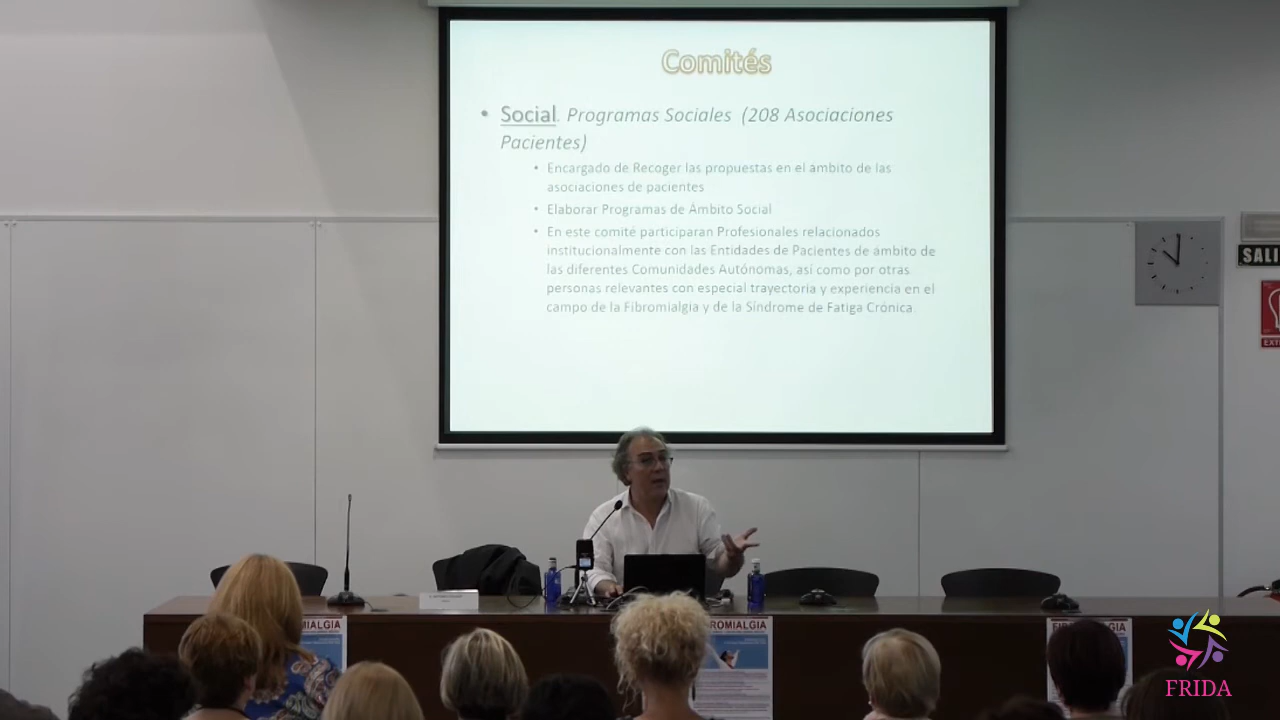 Comités
• Social. Programas Sociales (208 Asociaciones
Pacientes)
• Encargado de Recoger las propuestas en el ámbito de las
asociaciones de pacientes
• Elaborar Programas de Ámbito Social
• En este comité participaran Profesionales relacionados
institucionalmente con las Entidades de Pacientes de ámbito de
las diferentes Comunidades Autónomas, así como por otras
personas relevantes con especial trayectoria y experiencia en el
campo de la Fibromialgia y de la Síndrome de Fatiga Crónica
SALI
EXT
FRIDA